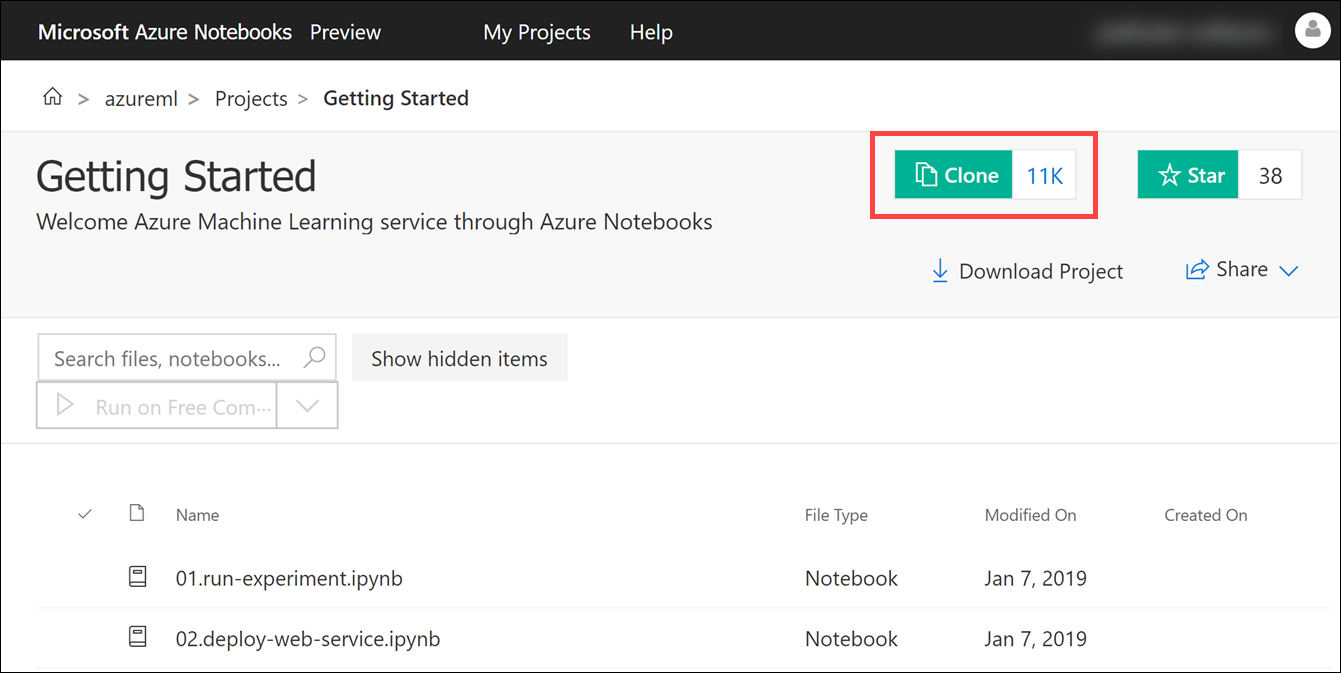 Microsoft Azure Notebooks Preview My Projects Help
> azureml > Projects > Getting Started
Getting Started
Clone 11K
Star 38
Welcome Azure Machine Learning service through Azure Notebooks
Download Project
Share
Search files, notebooks...
Show hidden items
Run on Free Com...
Name File Type Modified On Created On
01.run-experiment.ipynb Notebook Jan 7, 2019
02.deploy-web-service.ipynb Notebook Jan 7, 2019